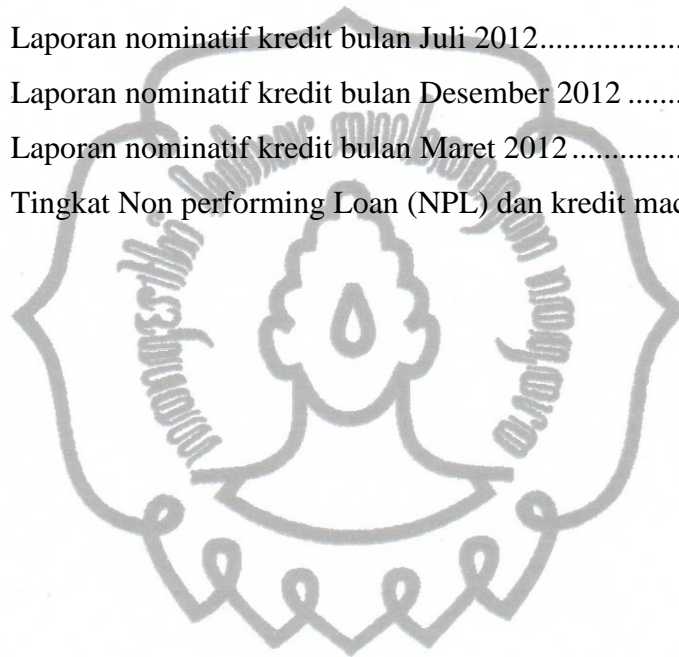 Laporan nominatif kredit bulan Juli 2012..................
Laporan nominatif kredit bulan Desember 2012 .......
Laporan nominatif kredit bulan Maret 2012..............
Tingkat Non performing Loan (NPL) dan kredit mac